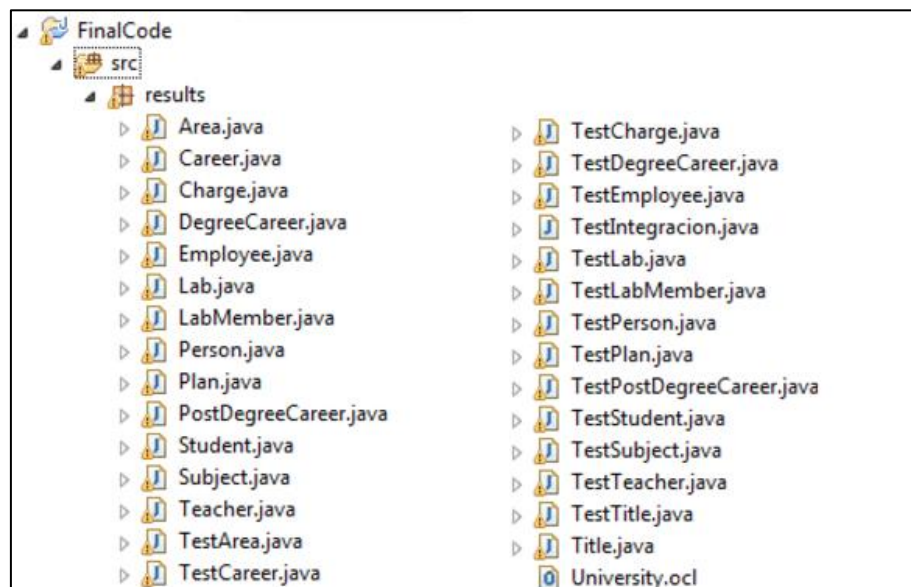 FinalCode
src
results
Area.java
Career.java
Charge.java
DegreeCareer.java
Employee.java
Lab.java
LabMember.java
Person.java
Plan.java
PostDegreeCareer.java
Student.java
Subject.java
Teacher.java
TestArea.java
TestCareer.java
TestCharge.java
TestDegreeCareer.java
TestEmployee.java
TestIntegracion.java
TestLab.java
TestLabMember.java
TestPerson.java
TestPlan.java
TestPostDegreeCareer.java
TestStudent.java
TestSubject.java
TestTeacher.java
TestTitle.java
Title.java
University.ocl